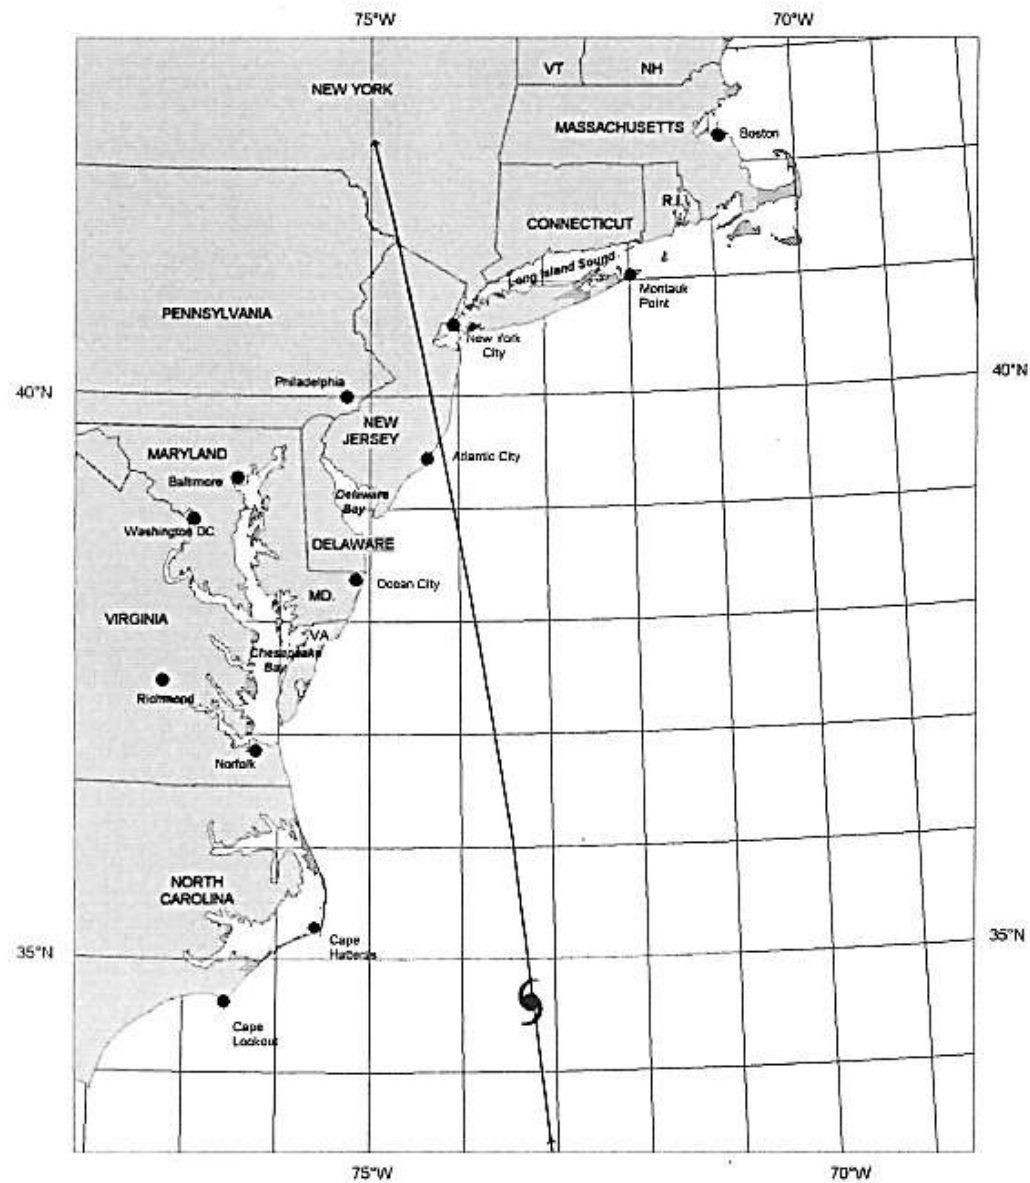 75°W
70°W
VT
NH
NEW YORK
MASSACHUSETTS
Boston
R.I.
CONNECTICUT
Long Island Sound
Montauk
Point
PENNSYLVANIA
New York
City
40°N
40°N
Philadelphia
NEW
JERSEY
MARYLAND
Atlantic City
Baltimore
Delaware
Bay
Washington DC
DELAWARE
Ocean City
MD.
VIRGINIA
VA.
Chesapeake
Bay
Richmond
Norfolk
NORTH
CAROLINA
35°N
35°N
Cape
Hatteras
Cape
Lookout
75°W
70°W